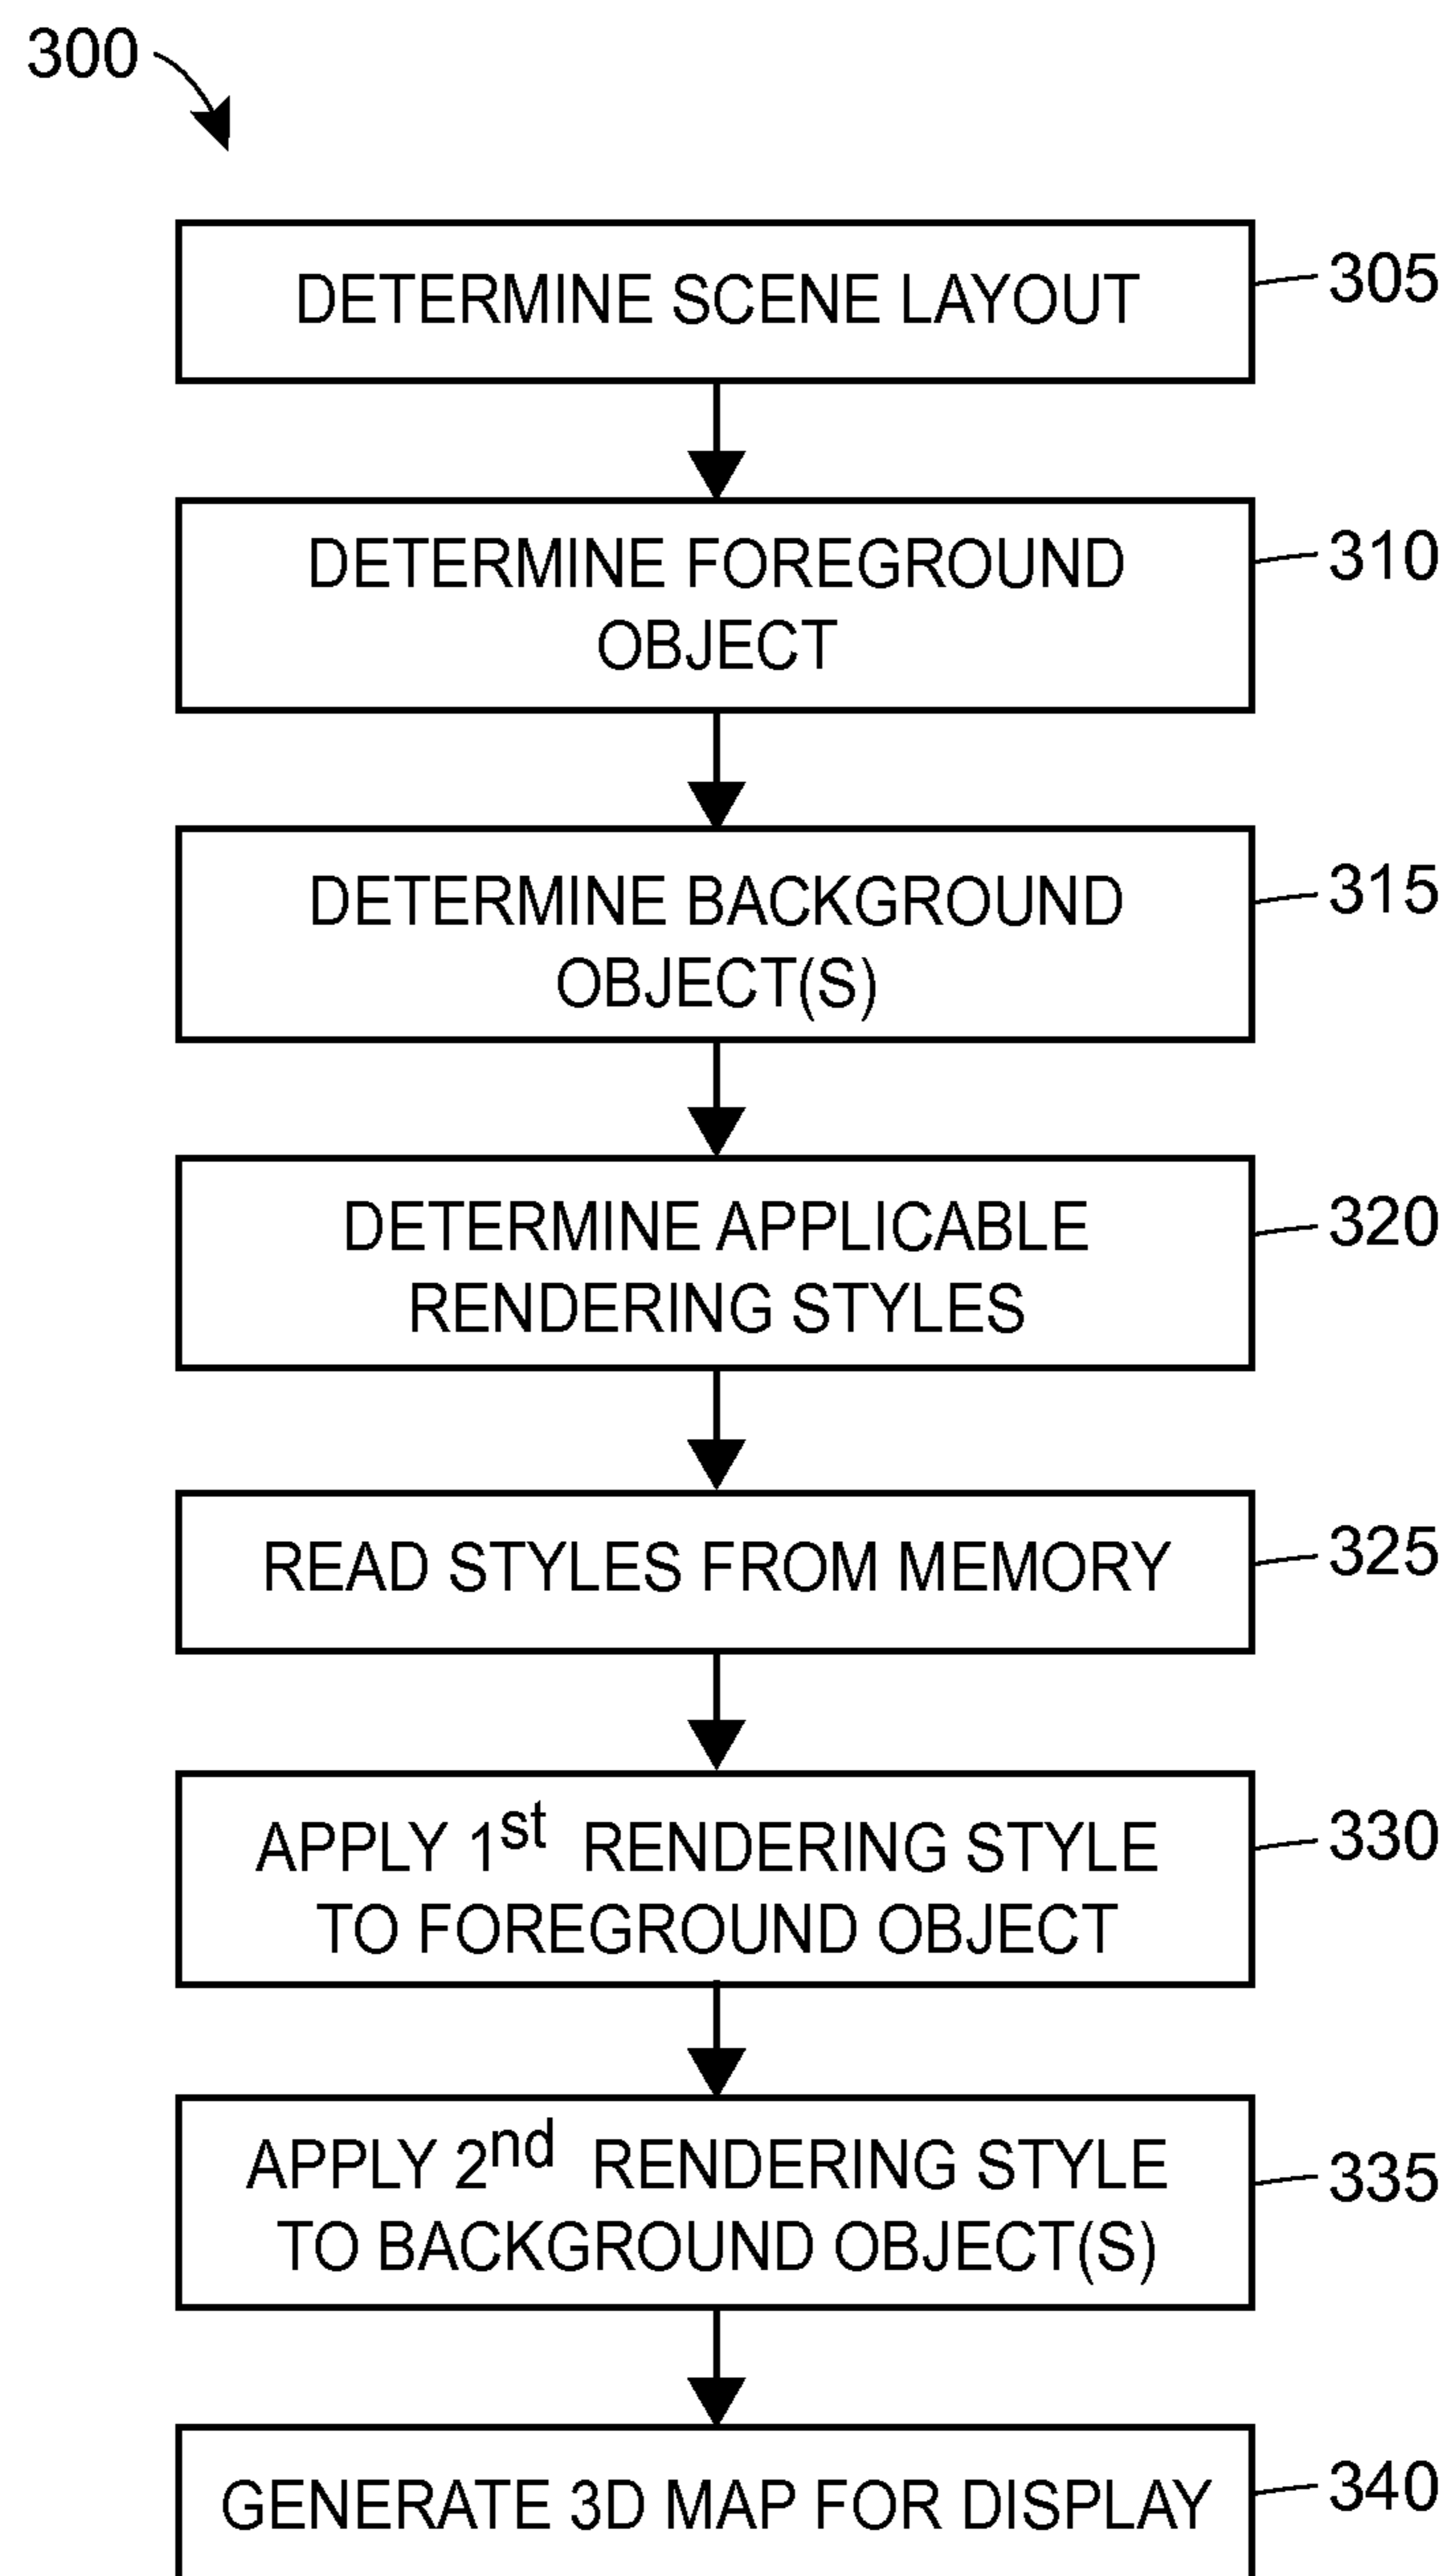 300
DETERMINE SCENE LAYOUT
305
DETERMINE FOREGROUND
OBJECT
310
DETERMINE BACKGROUND
OBJECT(S)
315
DETERMINE APPLICABLE
RENDERING STYLES
320
READ STYLES FROM MEMORY
325
APPLY 1st RENDERING STYLE
TO FOREGROUND OBJECT
330
APPLY 2nd RENDERING STYLE
TO BACKGROUND OBJECT(S)
335
GENERATE 3D MAP FOR DISPLAY
340